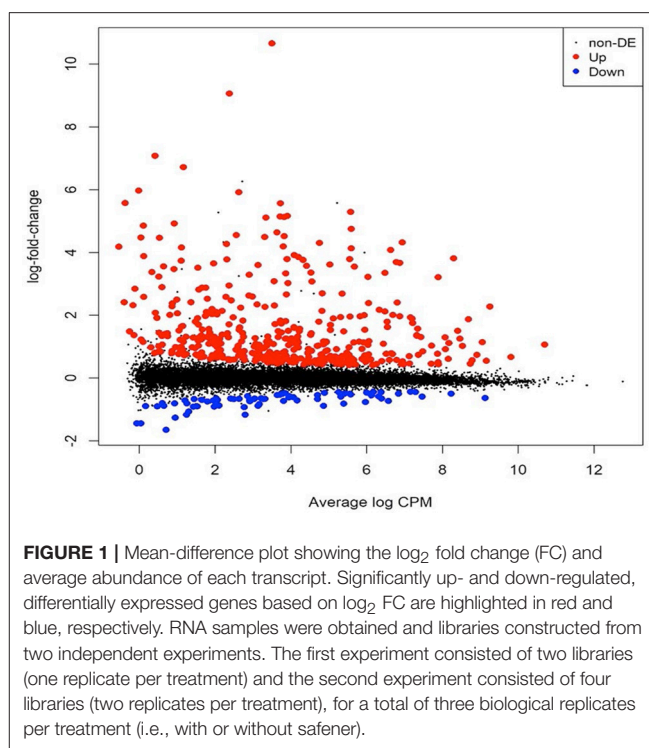 non-DE
Up
Down
10
8
6
4
2
0
-2
log-fold-change
0
2
4
6
8
10
12
Average log CPM
FIGURE 1 | Mean-difference plot showing the log2 fold change (FC) and
average abundance of each transcript. Significantly up- and down-regulated,
differentially expressed genes based on log2 FC are highlighted in red and
blue, respectively. RNA samples were obtained and libraries constructed from
two independent experiments. The first experiment consisted of two libraries
(one replicate per treatment) and the second experiment consisted of four
libraries (two replicates per treatment), for a total of three biological replicates
per treatment (i.e., with or without safener).